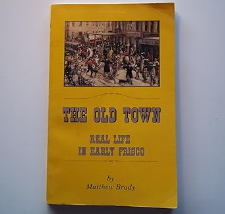 THE OLD TOWN
REAL LIFE
IN EARLY FRISCO
by
Matthew Brady